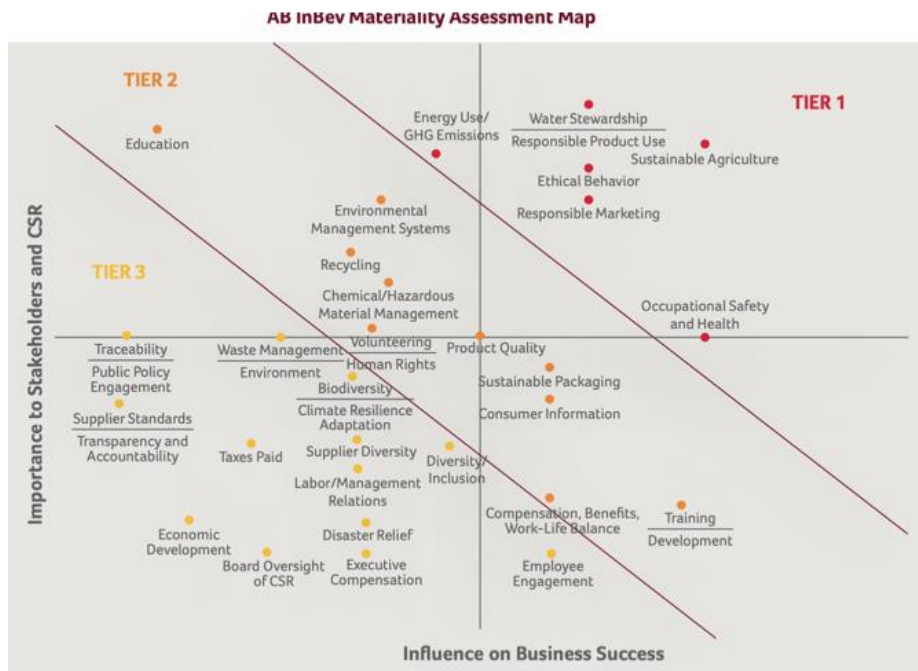 AB InBev Materiality Assessment Map
TIER 2
TIER 1
Energy Use/
GHG Emissions
Water Stewardship
Responsible Product Use
Education
Sustainable Agriculture
Ethical Behavior
Environmental
Management Systems
Responsible Marketing
Recycling
TIER 3
Chemical/Hazardous
Material Management
Occupational Safety
and Health
Traceability
Public Policy
Engagement
Waste Management
Environment
Volunteering
Human Rights
Product Quality
Sustainable Packaging
Biodiversity
Climate Resilience
Adaptation
Consumer Information
Supplier Standards
Transparency and
Accountability
Taxes Paid
Supplier Diversity
Diversity/
Inclusion
Labor/Management
Relations
Compensation, Benefits,
Work-Life Balance
Training
Development
Economic
Development
Disaster Relief
Board Oversight
of CSR
Executive
Compensation
Employee
Engagement
Importance to Stakeholders and CSR
Influence on Business Success